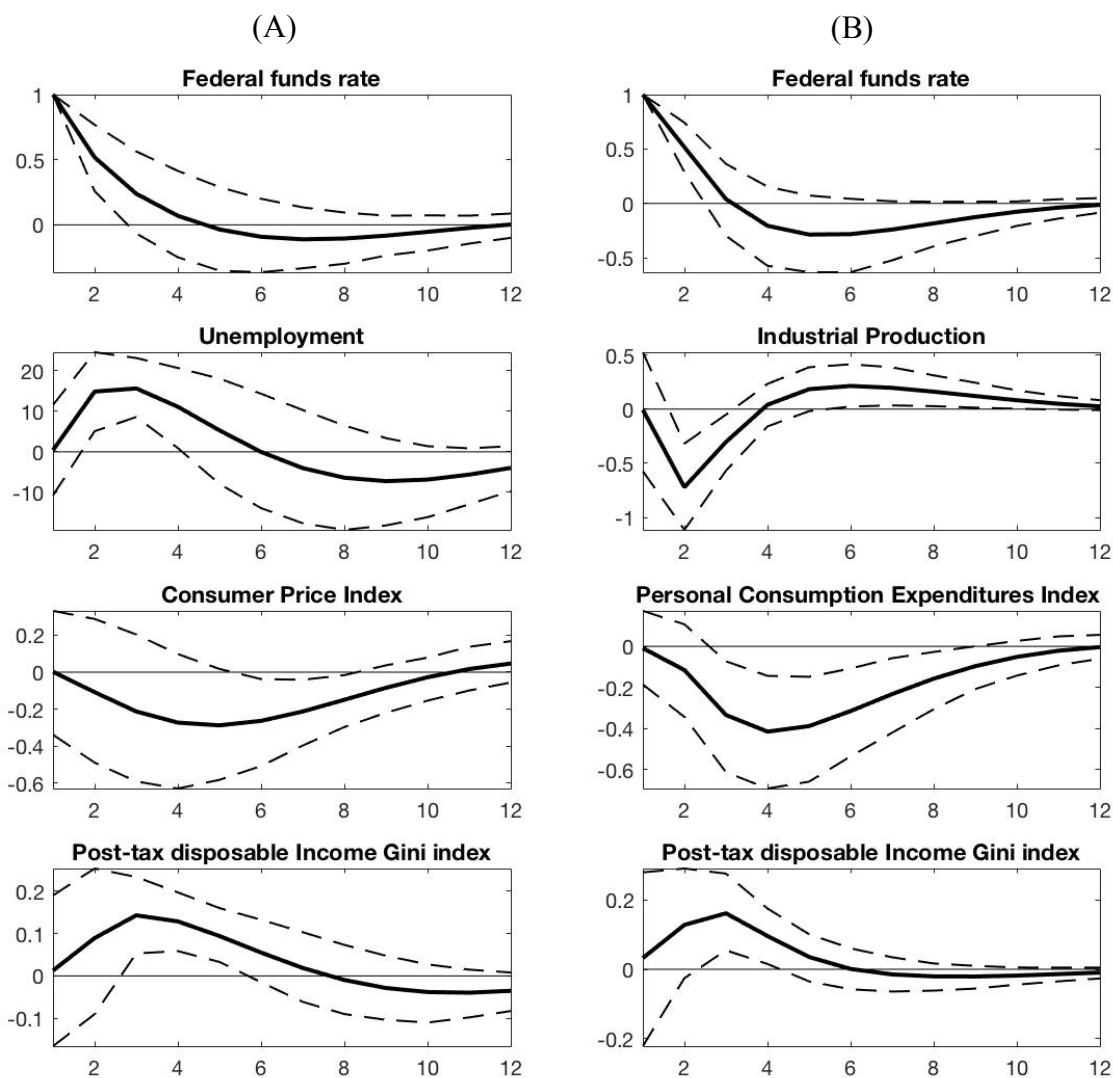 (A)
Federal funds rate
1
0.5
0
2 4 6 8 10 12
Unemployment
20
10
0
-10
2 4 6 8 10 12
Consumer Price Index
0.2
0
-0.2
-0.4
-0.6
2 4 6 8 10 12
Post-tax disposable Income Gini index
0.2
0.1
0
-0.1
2 4 6 8 10 12
(B)
Federal funds rate
1
0.5
0
-0.5
2 4 6 8 10 12
Industrial Production
0.5
0
-0.5
-1
2 4 6 8 10 12
Personal Consumption Expenditures Index
0
-0.2
-0.4
-0.6
2 4 6 8 10 12
Post-tax disposable Income Gini index
0.2
0
-0.2
2 4 6 8 10 12